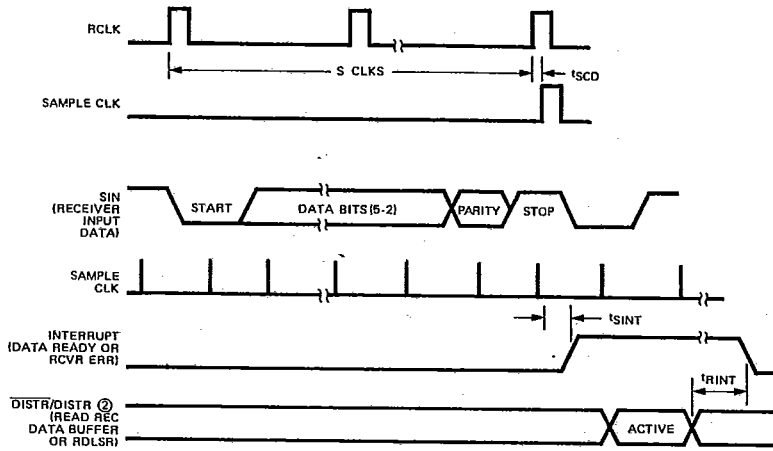 RCLK
S CLKS
tSCD
SAMPLE CLK
SIN
(RECEIVER
INPUT
DATA)
START
DATA BITS (5-2)
PARITY
STOP
SAMPLE
CLK
tSINT
INTERRUPT
(DATA READY OR
RCVR ERR)
tRINT
DISTR/DISTR ②
(READ REC
DATA BUFFER
OR RDLSR)
ACTIVE